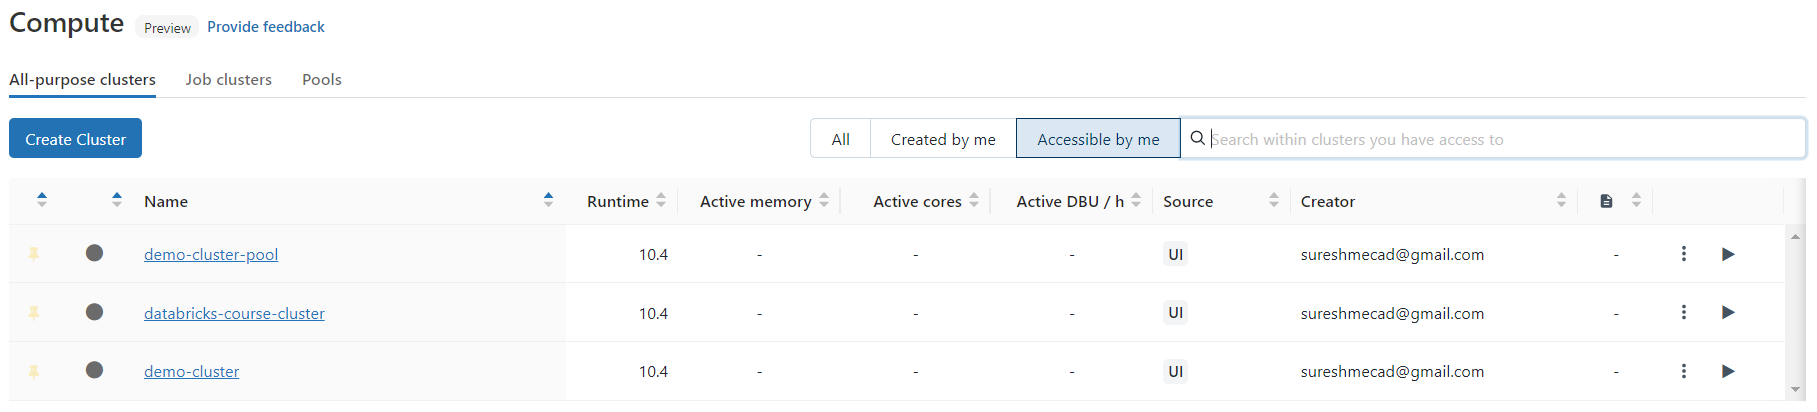 Compute Preview Provide feedback
All-purpose clusters Job clusters Pools
Create Cluster All Created by me Accessible by me Search within clusters you have access to
Name Runtime Active memory Active cores Active DBU / h Source Creator
demo-cluster-pool 10.4 - - - UI sureshmecad@gmail.com -
databricks-course-cluster 10.4 - - - UI sureshmecad@gmail.com -
demo-cluster 10.4 - - - UI sureshmecad@gmail.com -